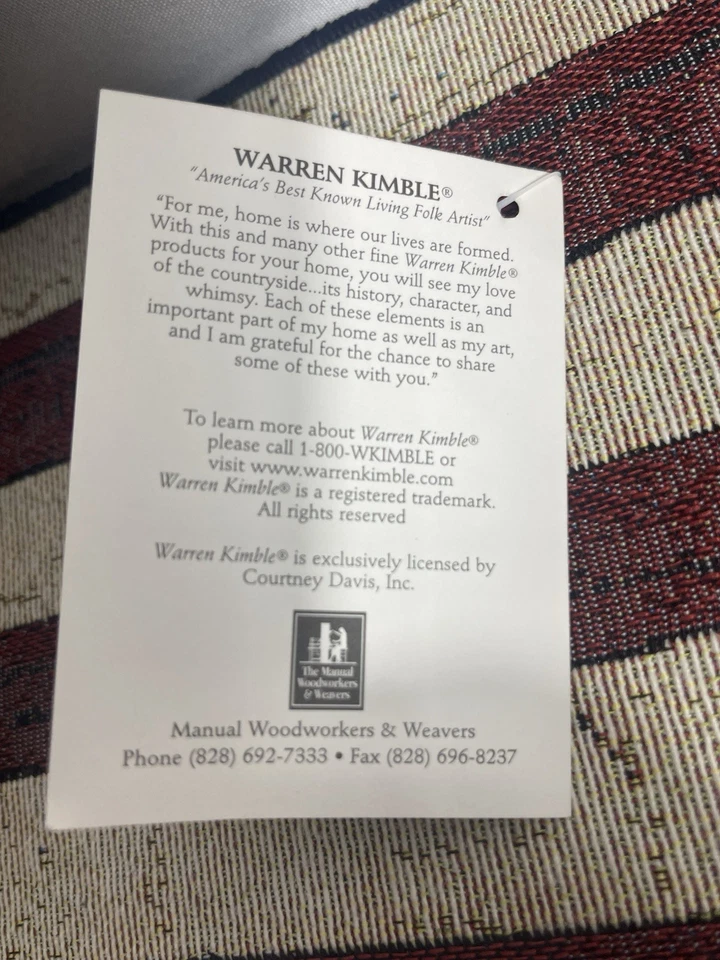 WARREN KIMBLE®
"America's Best Known Living Folk Artist"
"For me, home is where our lives are formed.
With this and many other fine Warren Kimble®
products for your home, you will see my love
of the countryside...its history, character, and
whimsy. Each of these elements is an
important part of my home as well as my art,
and I am grateful for the chance to share
some of these with you."
To learn more about Warren Kimble®
please call 1-800-WKIMBLE or
visit www.warrenkimble.com
Warren Kimble® is a registered trademark.
All rights reserved
Warren Kimble® is exclusively licensed by
Courtney Davis, Inc.
The Manual
Woodworkers
& Weavers
Manual Woodworkers & Weavers
Phone (828) 692-7333 • Fax (828) 696-8237